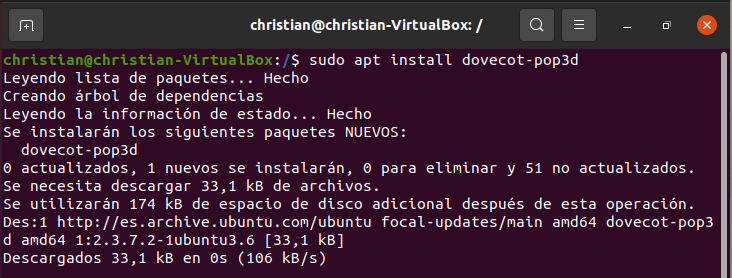 christian@christian-VirtualBox: /
christian@christian-VirtualBox:/$ sudo apt install dovecot-pop3d
Leyendo lista de paquetes... Hecho
Creando árbol de dependencias
Leyendo la información de estado... Hecho
Se instalarán los siguientes paquetes NUEVOS:
  dovecot-pop3d
0 actualizados, 1 nuevos se instalarán, 0 para eliminar y 51 no actualizados.
Se necesita descargar 33,1 kB de archivos.
Se utilizarán 174 kB de espacio de disco adicional después de esta operación.
Des:1 http://es.archive.ubuntu.com/ubuntu focal-updates/main amd64 dovecot-pop3
d amd64 1:2.3.7.2-1ubuntu3.6 [33,1 kB]
Descargados 33,1 kB en 0s (106 kB/s)